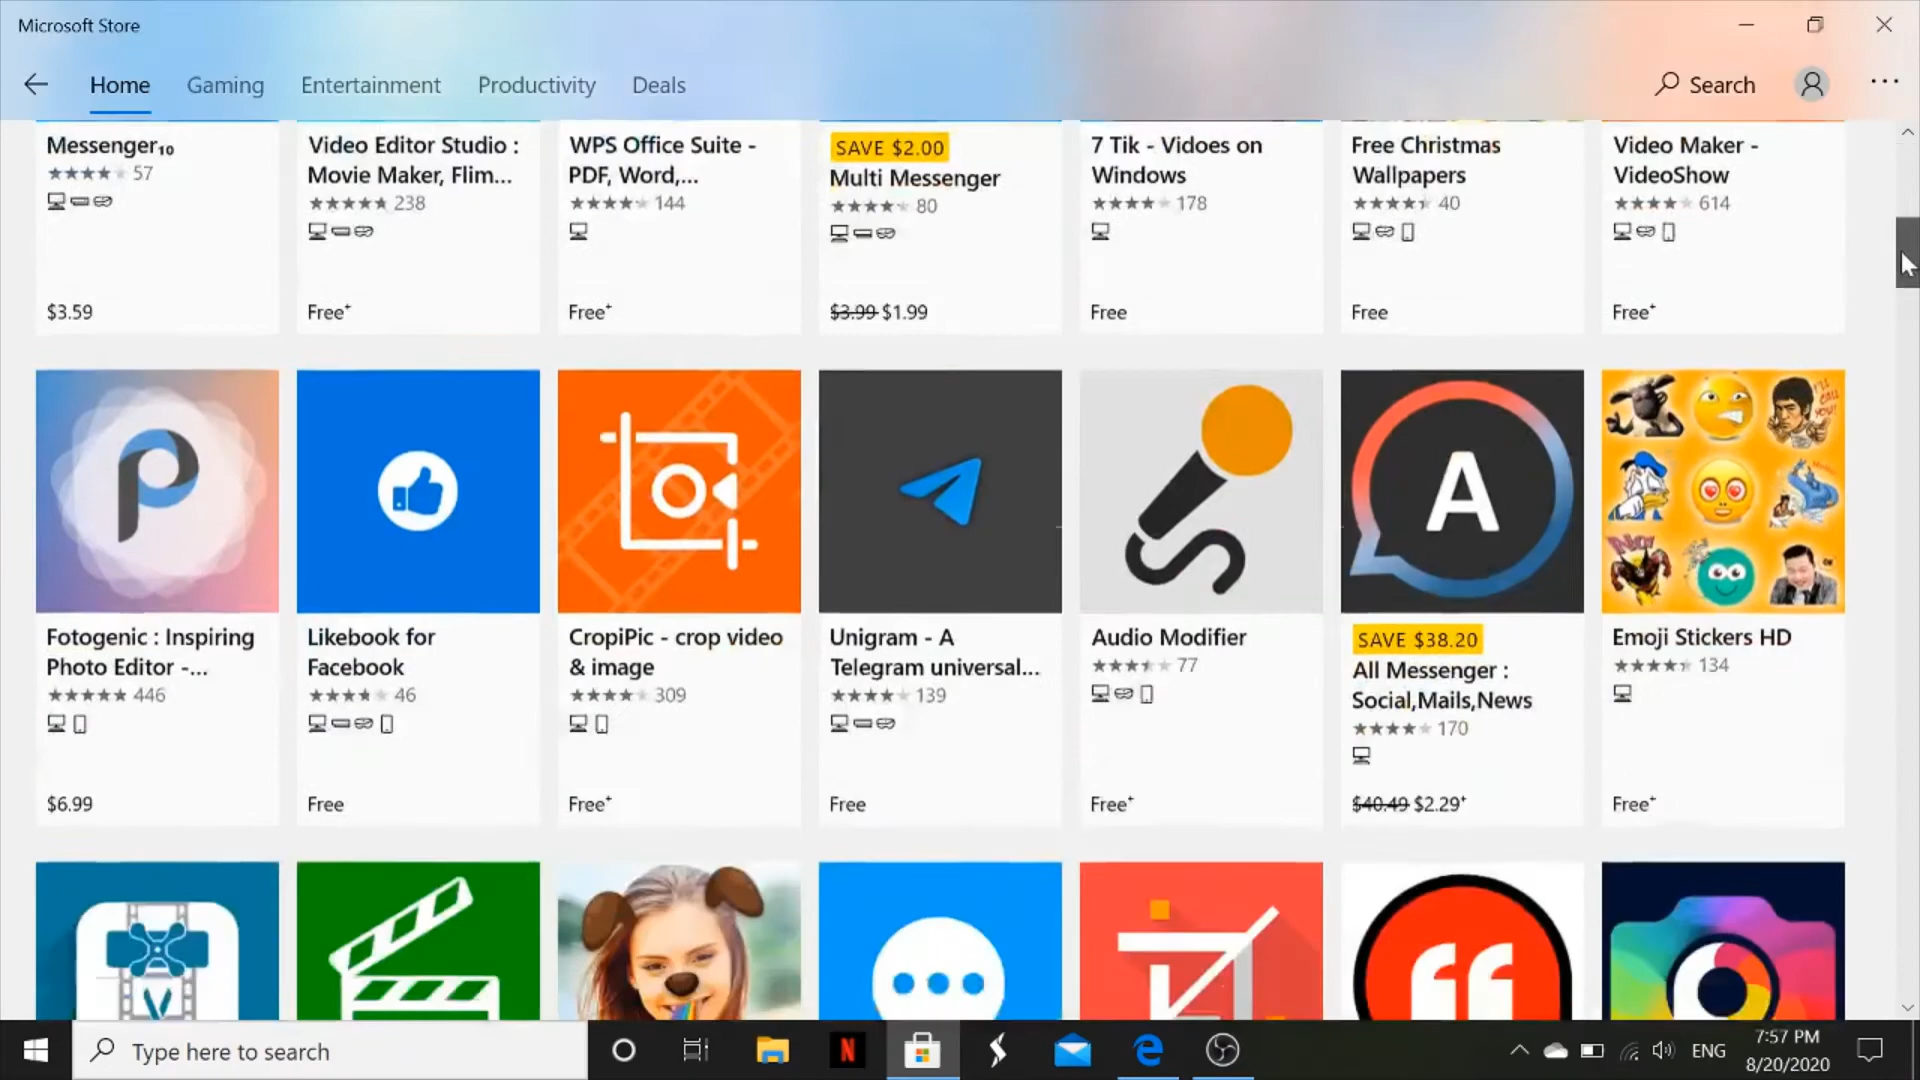 Microsoft Store
Home Gaming Entertainment Productivity Deals Search
Messenger₁₀
57
$3.59
Video Editor Studio :
Movie Maker, Flim...
238
Free⁺
WPS Office Suite -
PDF, Word,...
144
Free⁺
SAVE $2.00
Multi Messenger
80
$3.99 $1.99
7 Tik - Vidoes on
Windows
178
Free
Free Christmas
Wallpapers
40
Free
Video Maker -
VideoShow
614
Free⁺
Fotogenic : Inspiring
Photo Editor -...
446
$6.99
Likebook for
Facebook
46
Free
CropiPic - crop video
& image
309
Free⁺
Unigram - A
Telegram universal...
139
Free
Audio Modifier
77
Free⁺
A
SAVE $38.20
All Messenger :
Social,Mails,News
170
$40.49 $2.29⁺
I'LL
CALL
YOU!
NO!
Emoji Stickers HD
134
Free⁺
Type here to search
N
ENG
7:57 PM
8/20/2020